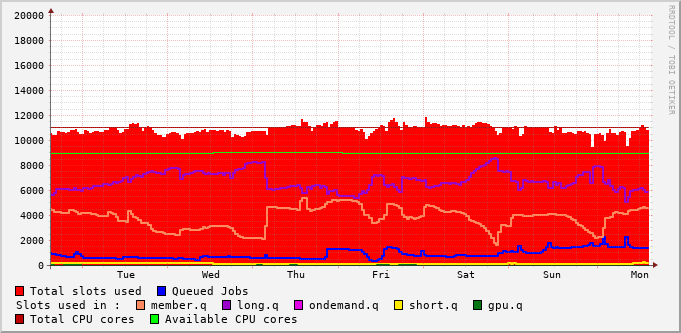 20000
18000
16000
14000
12000
10000
8000
6000
4000
2000
0
Tue Wed Thu Fri Sat Sun Mon
Total slots used Queued Jobs
Slots used in : member.q long.q ondemand.q short.q gpu.q
Total CPU cores Available CPU cores
RRDTOOL / TOBI OETIKER